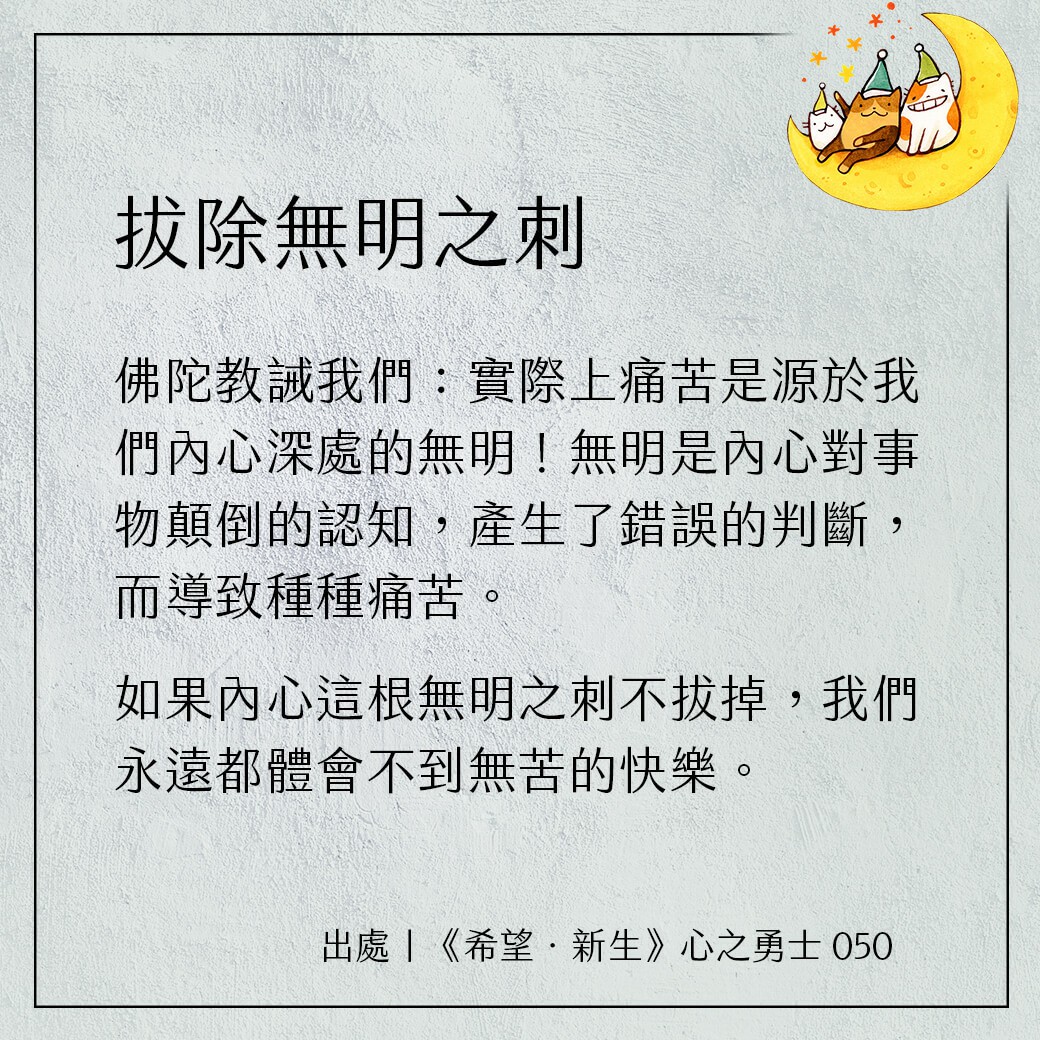 拔除無明之刺
佛陀教誡我們：實際上痛苦是源於我
們內心深處的無明！無明是內心對事
物顛倒的認知，產生了錯誤的判斷，
而導致種種痛苦。
如果內心這根無明之刺不拔掉，我們
永遠都體會不到無苦的快樂。
出處｜《希望．新生》心之勇士 050